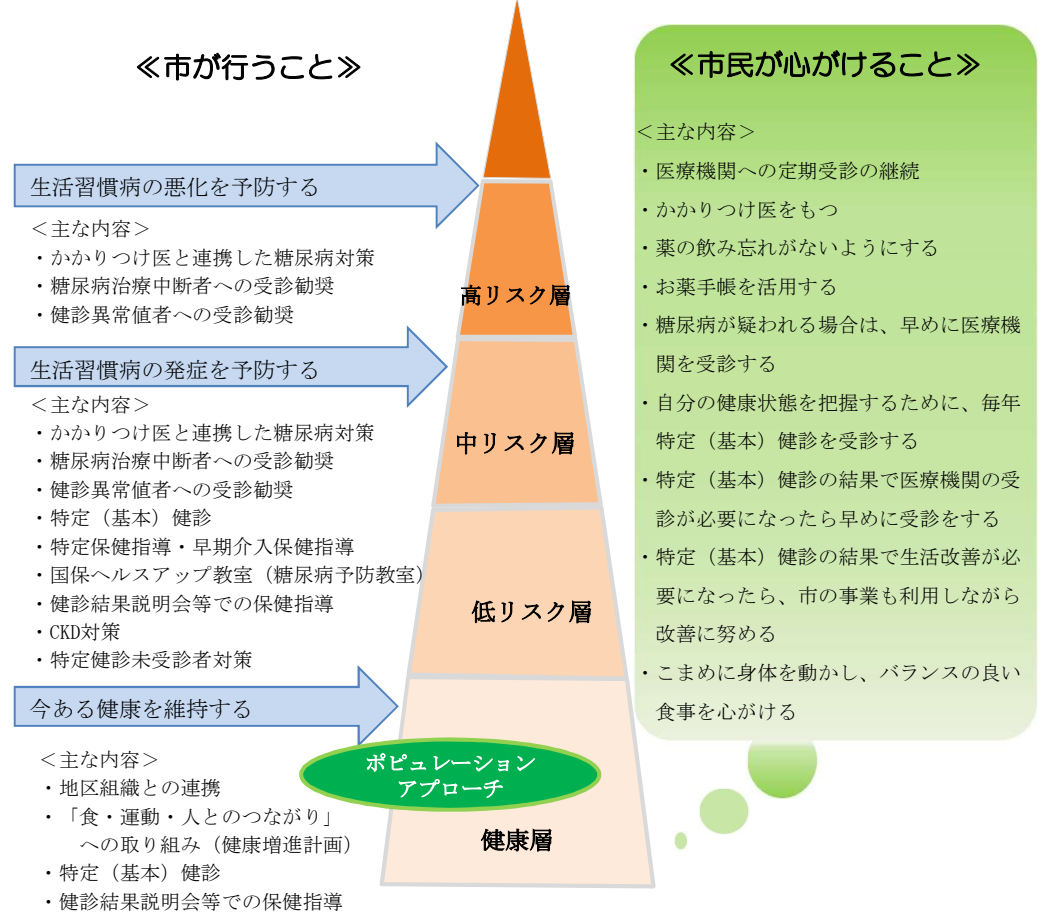 ≪市が行うこと≫
生活習慣病の悪化を予防する
＜主な内容＞
・かかりつけ医と連携した糖尿病対策
・糖尿病治療中断者への受診勧奨
・健診異常値者への受診勧奨
生活習慣病の発症を予防する
＜主な内容＞
・かかりつけ医と連携した糖尿病対策
・糖尿病治療中断者への受診勧奨
・健診異常値者への受診勧奨
・特定（基本）健診
・特定保健指導・早期介入保健指導
・国保ヘルスアップ教室（糖尿病予防教室）
・健診結果説明会等での保健指導
・CKD対策
・特定健診未受診者対策
今ある健康を維持する
＜主な内容＞
・地区組織との連携
・「食・運動・人とのつながり」
への取り組み（健康増進計画）
・特定（基本）健診
・健診結果説明会等での保健指導
高リスク層
中リスク層
低リスク層
ポピュレーション
アプローチ
健康層
≪市民が心がけること≫
＜主な内容＞
・医療機関への定期受診の継続
・かかりつけ医をもつ
・薬の飲み忘れがないようにする
・お薬手帳を活用する
・糖尿病が疑われる場合は、早めに医療機
関を受診する
・自分の健康状態を把握するために、毎年
特定（基本）健診を受診する
・特定（基本）健診の結果で医療機関の受
診が必要になったら早めに受診をする
・特定（基本）健診の結果で生活改善が必
要になったら、市の事業も利用しながら
改善に努める
・こまめに身体を動かし、バランスの良い
食事を心がける